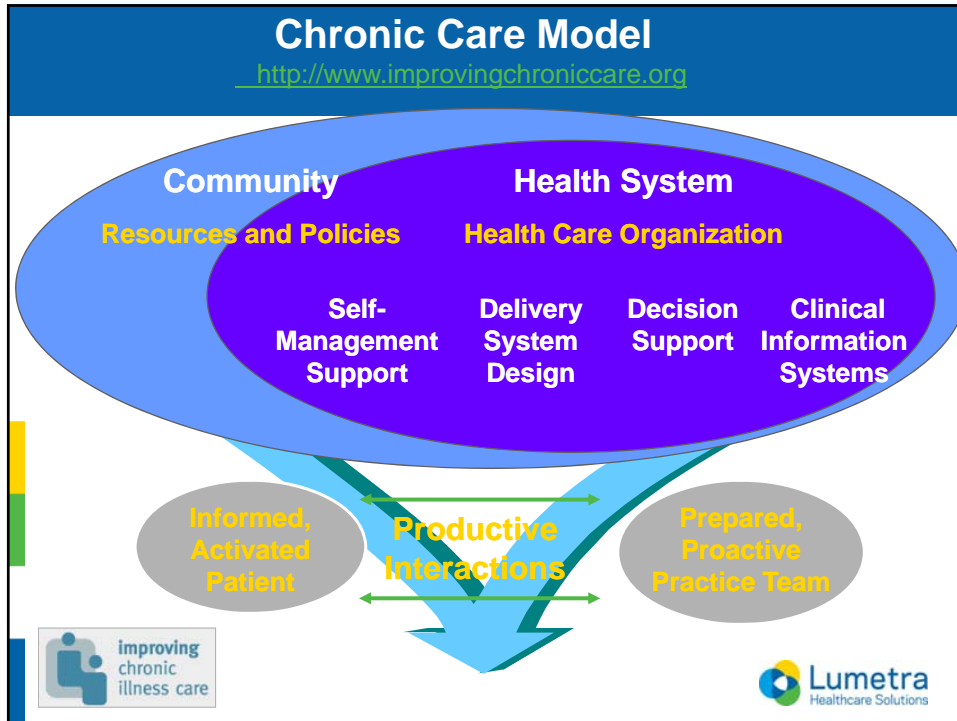 Chronic Care Model
http://www.improvingchroniccare.org
Community
Health System
Resources and Policies
Health Care Organization
Self-
Management
Support
Delivery
System
Design
Decision
Support
Clinical
Information
Systems
Informed,
Activated
Patient
Productive
Interactions
Prepared,
Proactive
Practice Team
improving
chronic
illness care
Lumetra
Healthcare Solutions